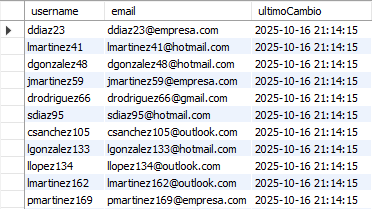 username email ultimoCambio
ddiaz23 ddiaz23@empresa.com 2025-10-16 21:14:15
lmartinez41 lmartinez41@hotmail.com 2025-10-16 21:14:15
dgonzalez48 dgonzalez48@hotmail.com 2025-10-16 21:14:15
jmartinez59 jmartinez59@empresa.com 2025-10-16 21:14:15
drodriguez66 drodriguez66@gmail.com 2025-10-16 21:14:15
sdiaz95 sdiaz95@hotmail.com 2025-10-16 21:14:15
csanchez105 csanchez105@outlook.com 2025-10-16 21:14:15
lgonzalez133 lgonzalez133@hotmail.com 2025-10-16 21:14:15
llopez134 llopez134@outlook.com 2025-10-16 21:14:15
lmartinez162 lmartinez162@outlook.com 2025-10-16 21:14:15
pmartinez169 pmartinez169@empresa.com 2025-10-16 21:14:15